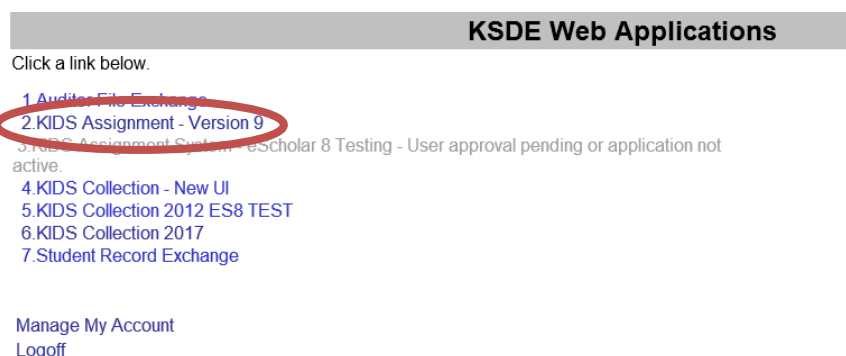 KSDE Web Applications
Click a link below.
1.Auditor File Exchange
2.KIDS Assignment - Version 9
3.KIDS Assignment System - eScholar 8 Testing - User approval pending or application not
active.
4.KIDS Collection - New UI
5.KIDS Collection 2012 ES8 TEST
6.KIDS Collection 2017
7.Student Record Exchange
Manage My Account
Logoff